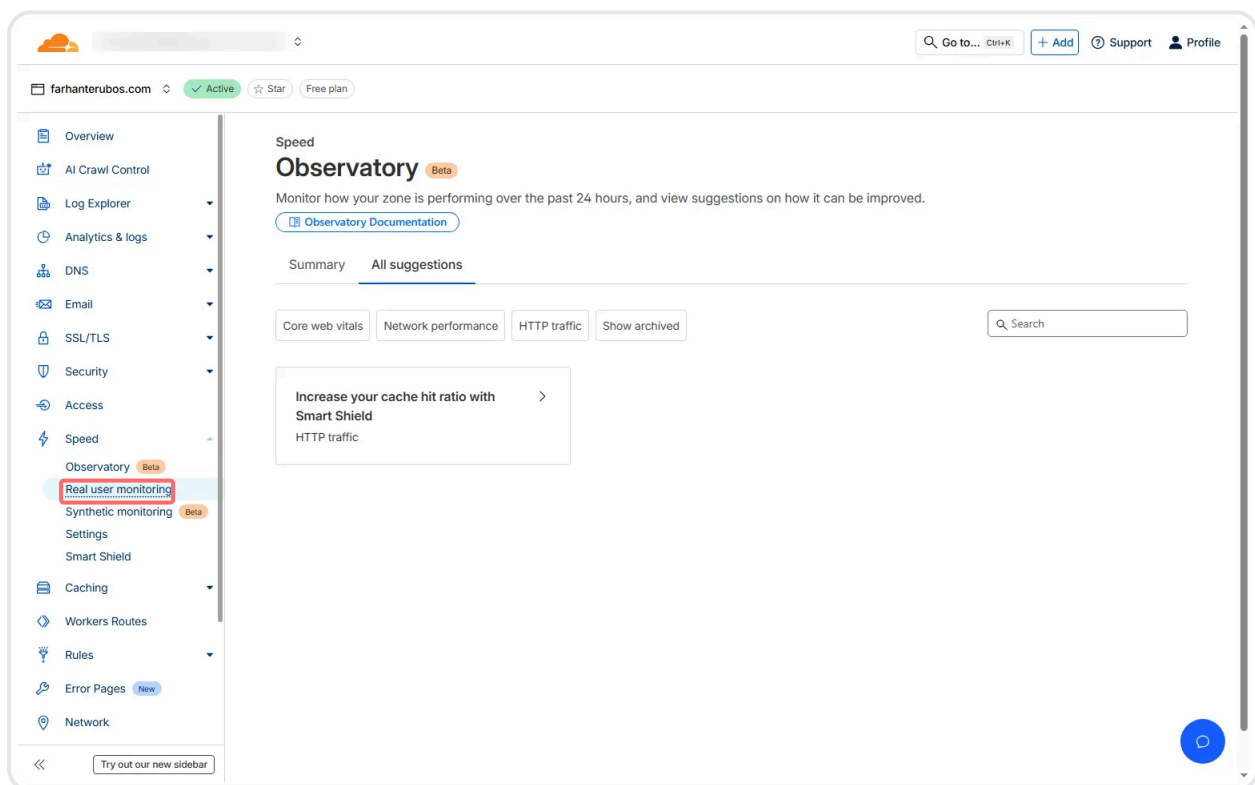 Go to... Ctrl+K
+ Add
Support
Profile
farhanterubos.com
Active
Star
Free plan
Overview
AI Crawl Control
Log Explorer
Analytics & logs
DNS
Email
SSL/TLS
Security
Access
Speed
Observatory Beta
Real user monitoring
Synthetic monitoring Beta
Settings
Smart Shield
Caching
Workers Routes
Rules
Error Pages New
Network
Try out our new sidebar
Speed
Observatory Beta
Monitor how your zone is performing over the past 24 hours, and view suggestions on how it can be improved.
Observatory Documentation
Summary
All suggestions
Core web vitals
Network performance
HTTP traffic
Show archived
Search
Increase your cache hit ratio with
Smart Shield
HTTP traffic